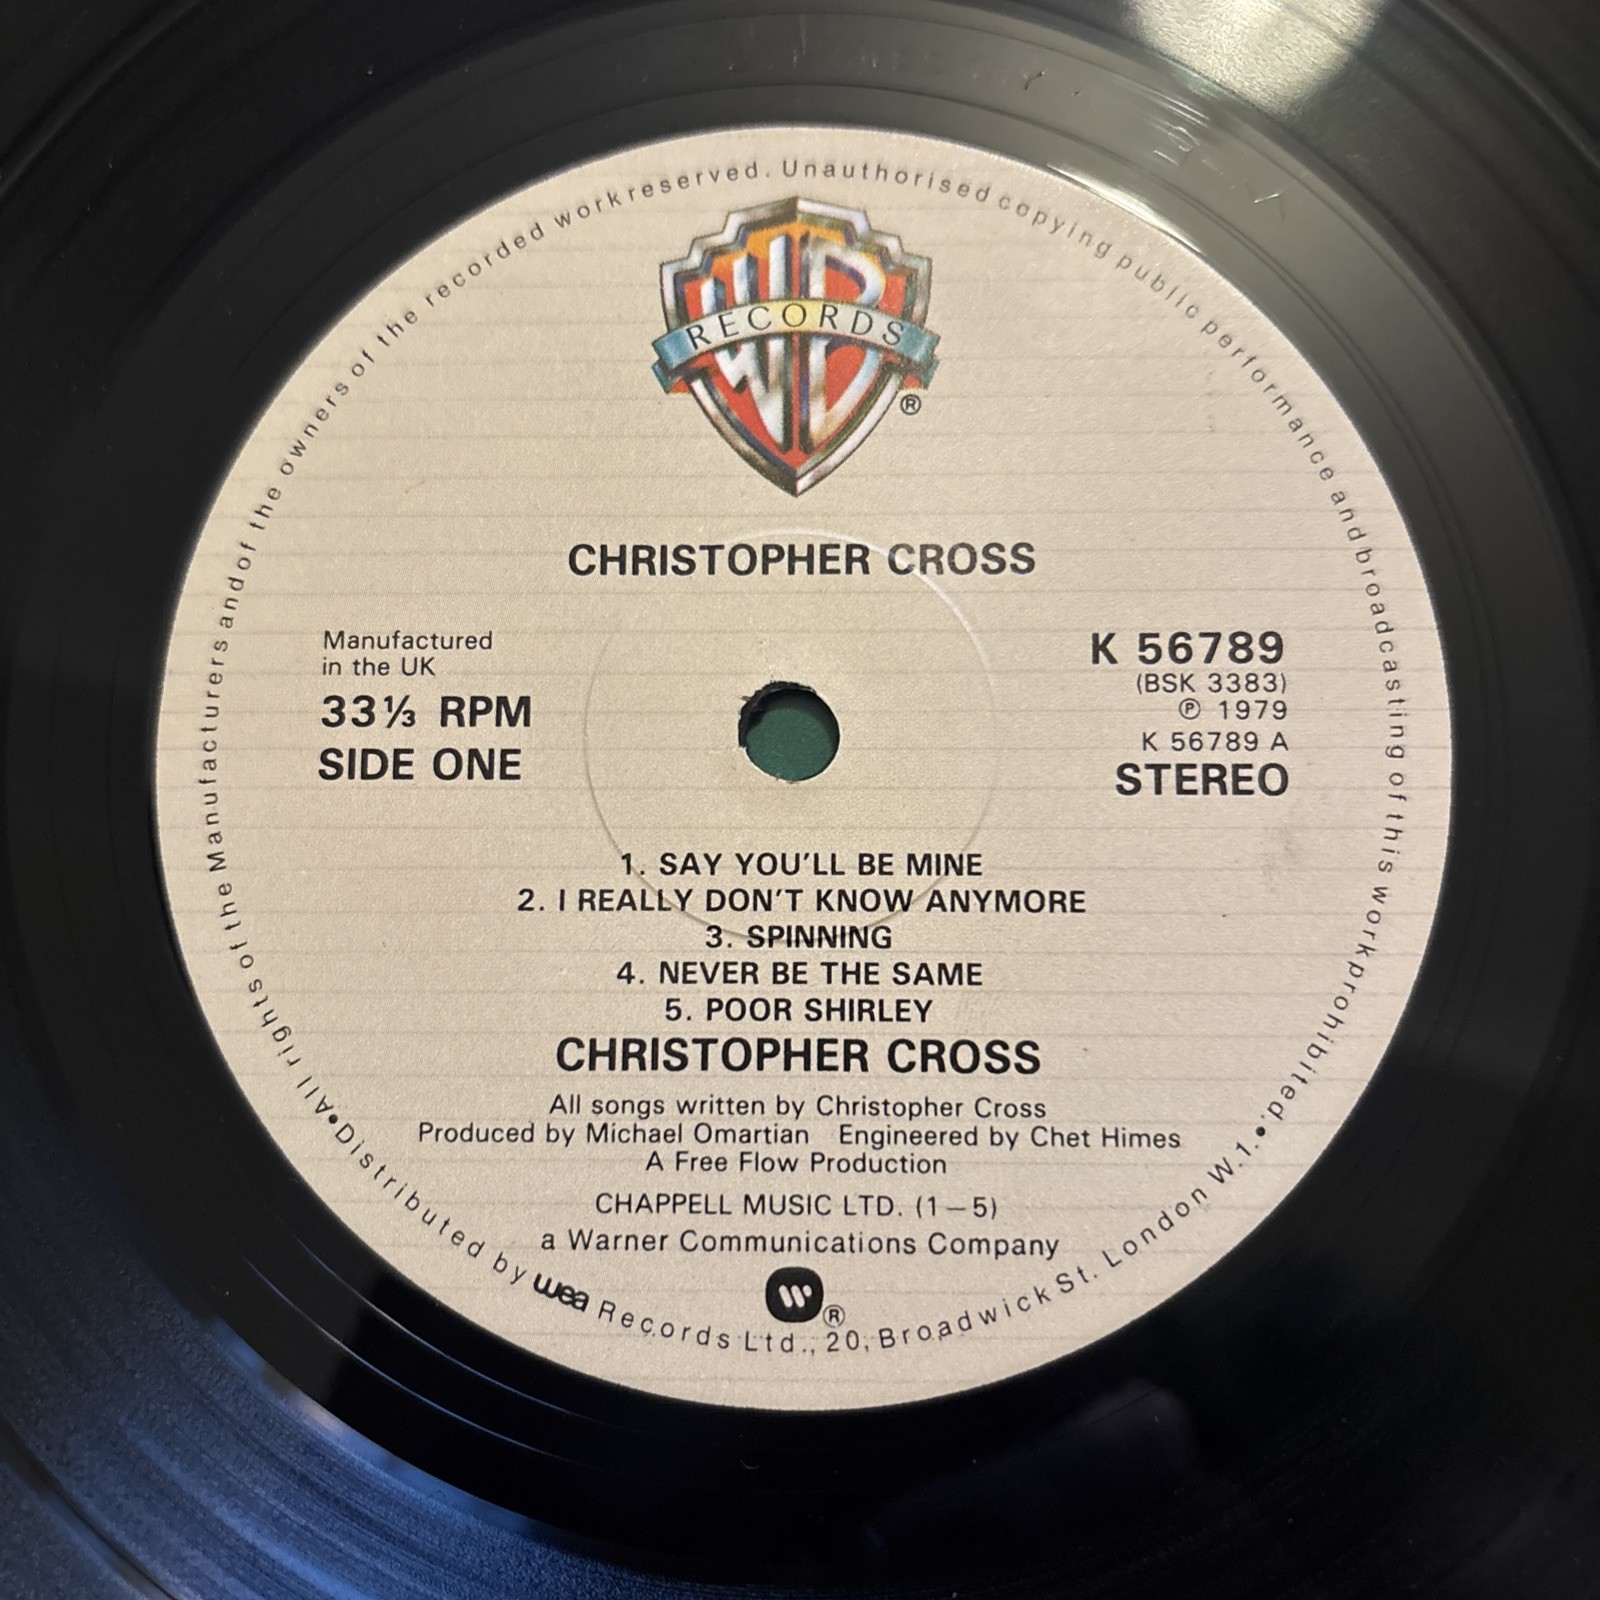 All rights of the Manufacturers and of the owners of the recorded work reserved. Unauthorised copying public performance and broadcasting of this work prohibited.
WB
RECORDS
®
CHRISTOPHER CROSS
Manufactured
in the UK
33⅓ RPM
SIDE ONE
K 56789
(BSK 3383)
℗ 1979
K 56789 A
STEREO
1. SAY YOU'LL BE MINE
2. I REALLY DON'T KNOW ANYMORE
3. SPINNING
4. NEVER BE THE SAME
5. POOR SHIRLEY
CHRISTOPHER CROSS
All songs written by Christopher Cross
Produced by Michael Omartian Engineered by Chet Himes
A Free Flow Production
CHAPPELL MUSIC LTD. (1–5)
a Warner Communications Company
®
•Distributed by wea Records Ltd., 20, Broadwick St. London W.1.•